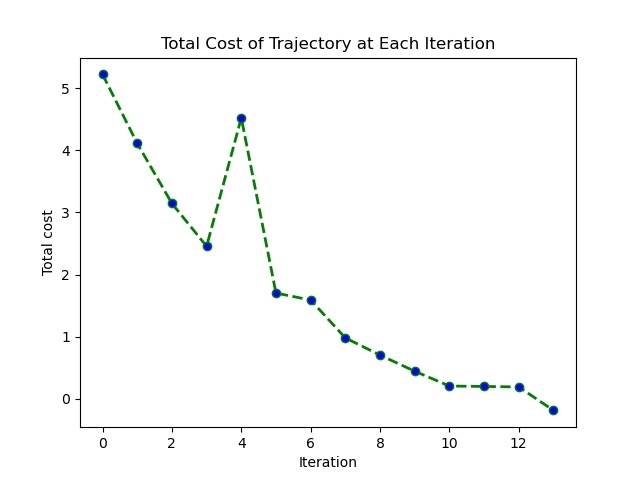 Total Cost of Trajectory at Each Iteration
5
4
3
2
1
0
Total cost
0 2 4 6 8 10 12
Iteration